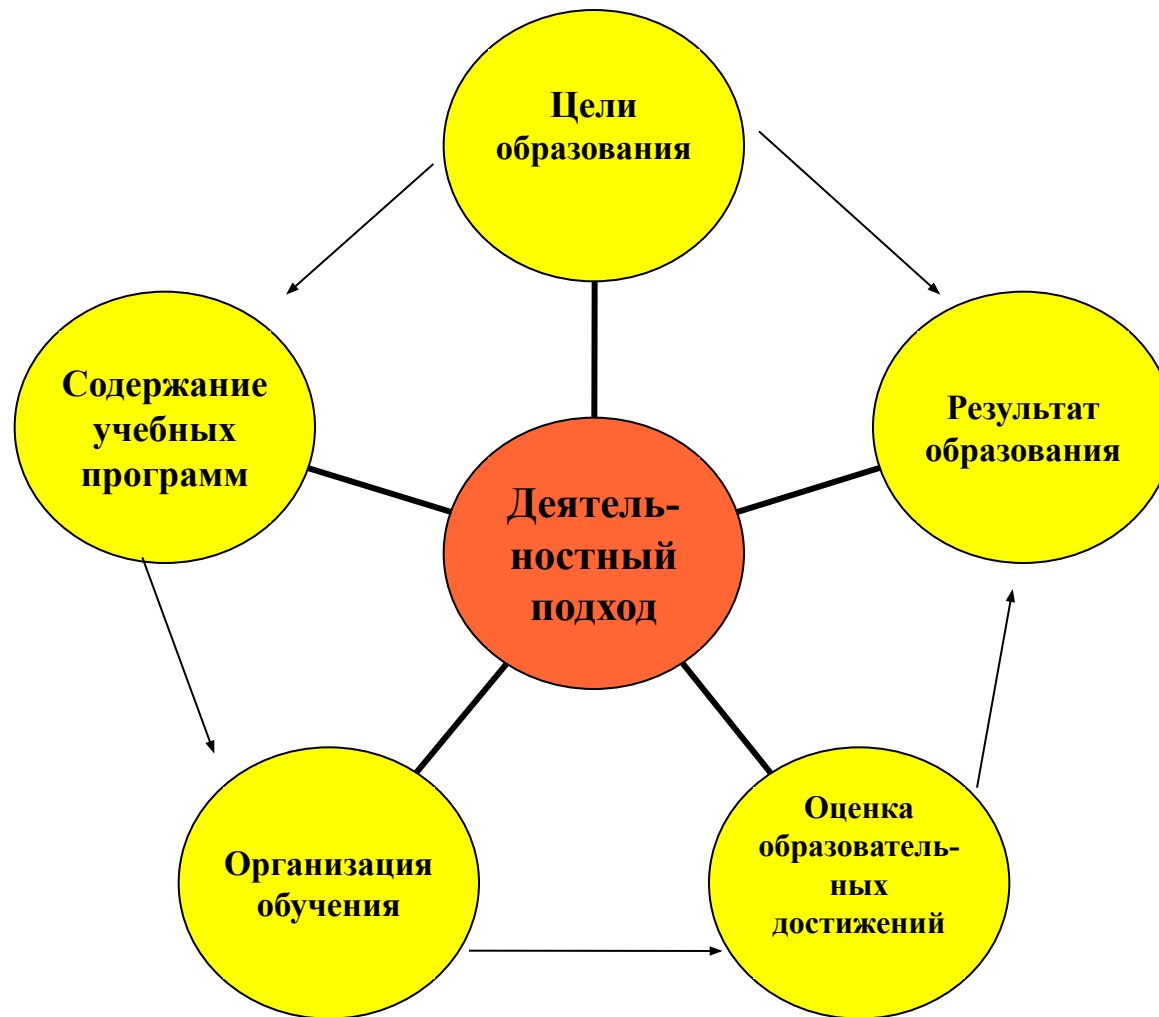 Цели
образования
Содержание
учебных
программ
Результат
образования
Деятель-
ностный
подход
Организация
обучения
Оценка
образователь-
ных
достижений